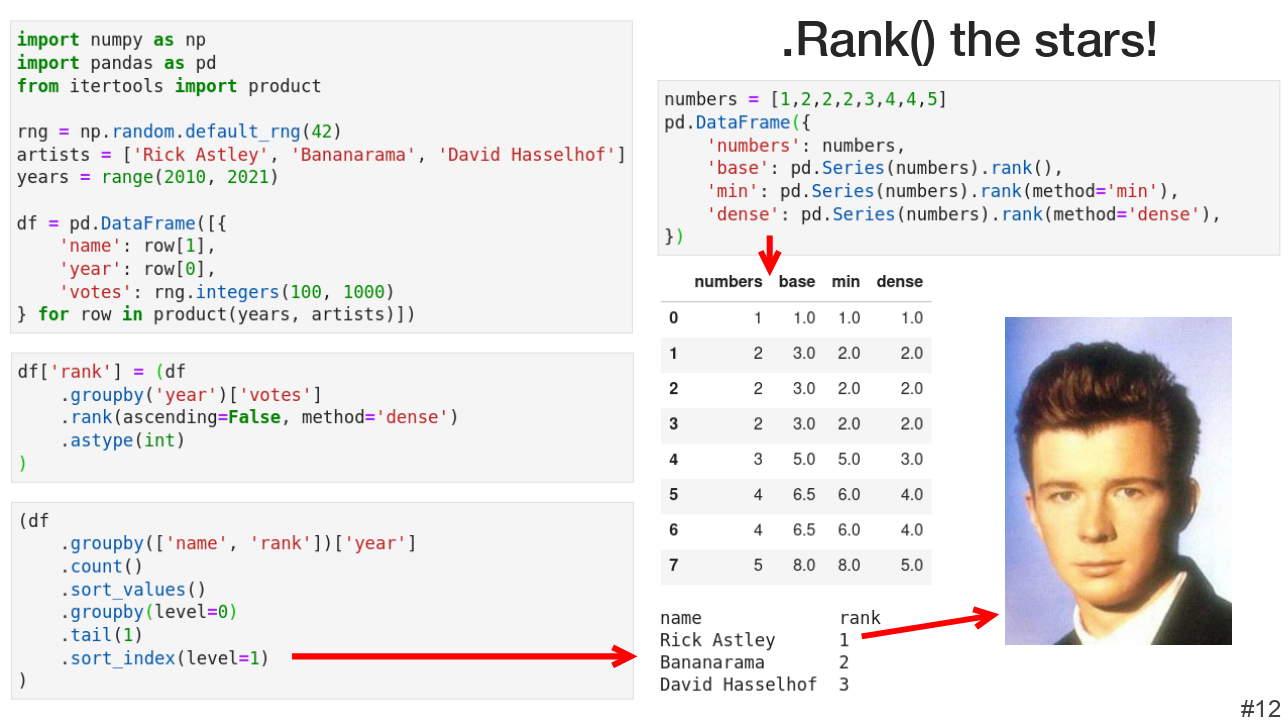 .Rank() the stars!
import numpy as np
import pandas as pd
from itertools import product
rng = np.random.default_rng(42)
artists = ['Rick Astley', 'Bananarama', 'David Hasselhof']
years = range(2010, 2021)
df = pd.DataFrame([{
    'name': row[1],
    'year': row[0],
    'votes': rng.integers(100, 1000)
} for row in product(years, artists)])
df['rank'] = (df
    .groupby('year')['votes']
    .rank(ascending=False, method='dense')
    .astype(int)
)
(df
    .groupby(['name', 'rank'])['year']
    .count()
    .sort_values()
    .groupby(level=0)
    .tail(1)
    .sort_index(level=1)
)
numbers = [1,2,2,2,3,4,4,5]
pd.DataFrame({
    'numbers': numbers,
    'base': pd.Series(numbers).rank(),
    'min': pd.Series(numbers).rank(method='min'),
    'dense': pd.Series(numbers).rank(method='dense'),
})
numbers base min dense
0 1 1.0 1.0 1.0
1 2 3.0 2.0 2.0
2 2 3.0 2.0 2.0
3 2 3.0 2.0 2.0
4 3 5.0 5.0 3.0
5 4 6.5 6.0 4.0
6 4 6.5 6.0 4.0
7 5 8.0 8.0 5.0
name rank
Rick Astley 1
Bananarama 2
David Hasselhof 3
#12